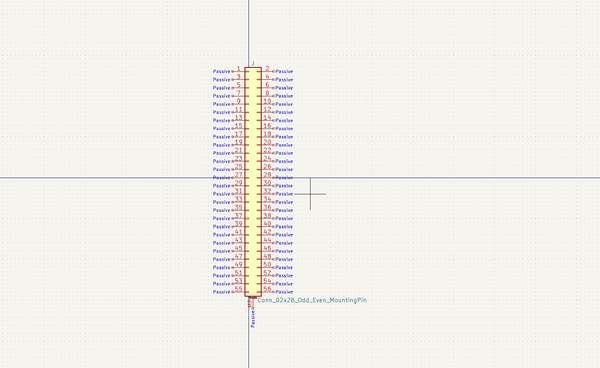 J
Passive 1 2 Passive
Passive 3 4 Passive
Passive 5 6 Passive
Passive 7 8 Passive
Passive 9 10 Passive
Passive 11 12 Passive
Passive 13 14 Passive
Passive 15 16 Passive
Passive 17 18 Passive
Passive 19 20 Passive
Passive 21 22 Passive
Passive 23 24 Passive
Passive 25 26 Passive
Passive 27 28 Passive
Passive 29 30 Passive
Passive 31 32 Passive
Passive 33 34 Passive
Passive 35 36 Passive
Passive 37 38 Passive
Passive 39 40 Passive
Passive 41 42 Passive
Passive 43 44 Passive
Passive 45 46 Passive
Passive 47 48 Passive
Passive 49 50 Passive
Passive 51 52 Passive
Passive 53 54 Passive
Passive 55 56 Passive
Conn_02x28_Odd_Even_MountingPin
Passive